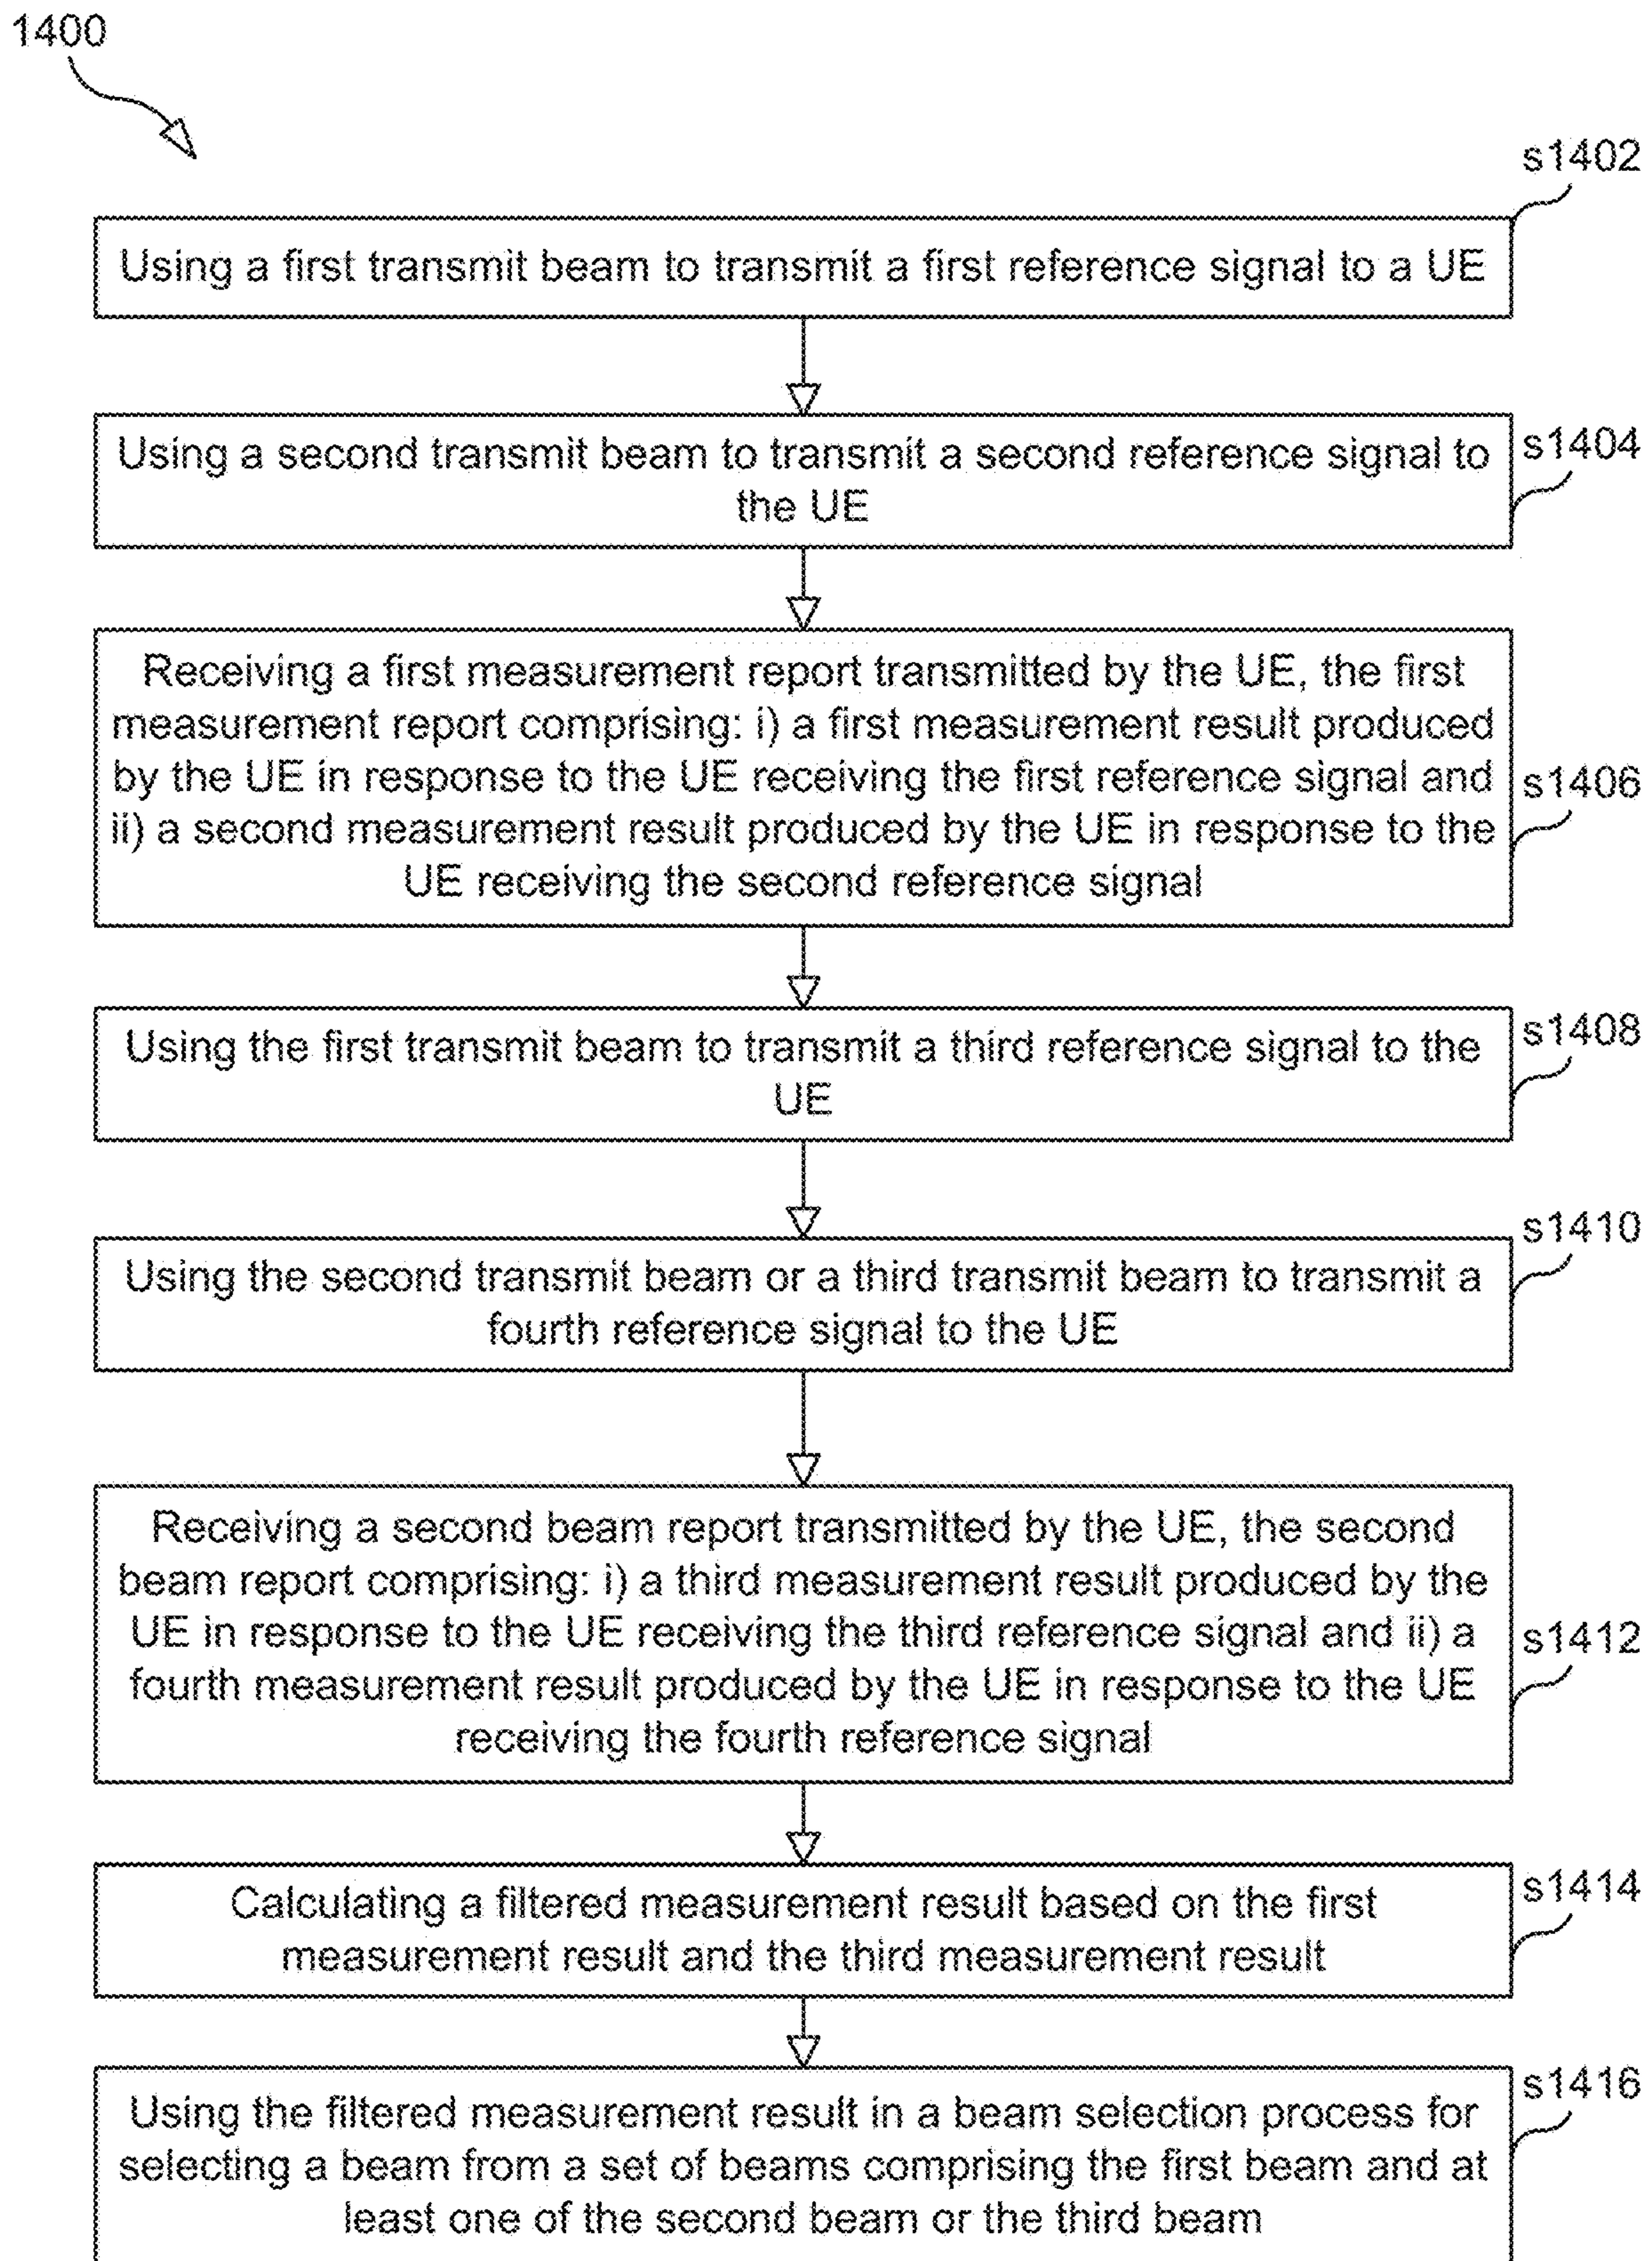 1400
s1402
Using a first transmit beam to transmit a first reference signal to a UE
s1404
Using a second transmit beam to transmit a second reference signal to
the UE
Receiving a first measurement report transmitted by the UE, the first
measurement report comprising: i) a first measurement result produced
by the UE in response to the UE receiving the first reference signal and
s1406
ii) a second measurement result produced by the UE in response to the
UE receiving the second reference signal
s1408
Using the first transmit beam to transmit a third reference signal to the
UE
s1410
Using the second transmit beam or a third transmit beam to transmit a
fourth reference signal to the UE
Receiving a second beam report transmitted by the UE, the second
beam report comprising: i) a third measurement result produced by the
UE in response to the UE receiving the third reference signal and ii) a
s1412
fourth measurement result produced by the UE in response to the UE
receiving the fourth reference signal
s1414
Calculating a filtered measurement result based on the first
measurement result and the third measurement result
s1416
Using the filtered measurement result in a beam selection process for
selecting a beam from a set of beams comprising the first beam and at
least one of the second beam or the third beam